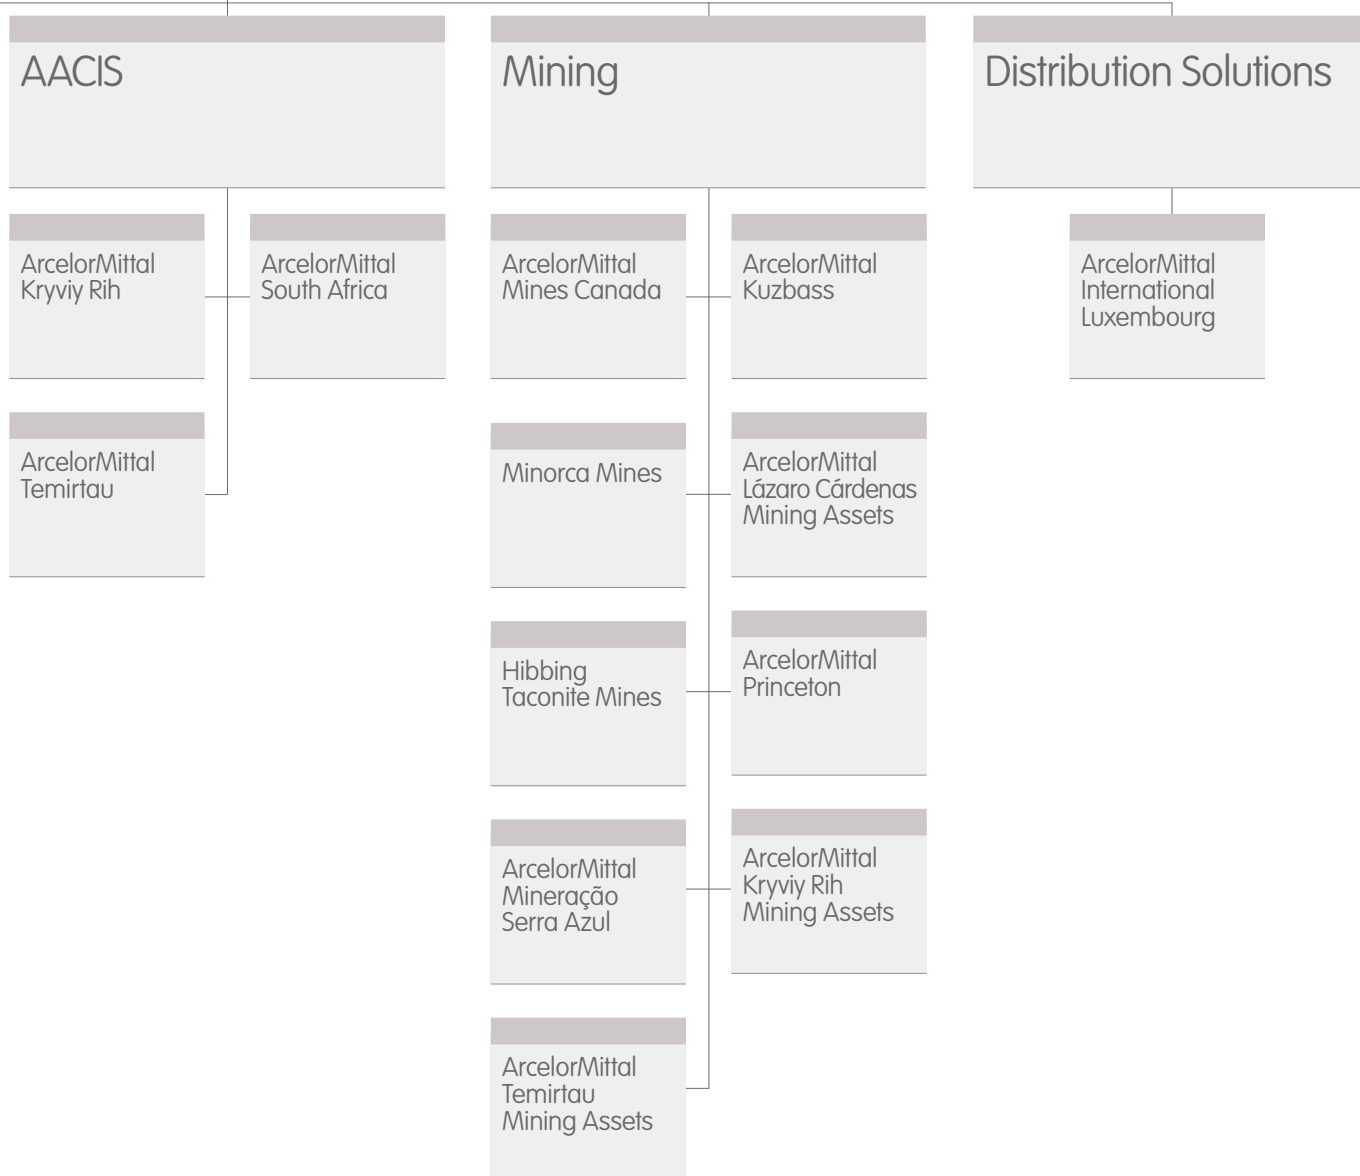 AACIS
ArcelorMittal
Kryviy Rih
ArcelorMittal
South Africa
ArcelorMittal
Temirtau
Mining
ArcelorMittal
Mines Canada
ArcelorMittal
Kuzbass
Minorca Mines
ArcelorMittal
Lázaro Cárdenas
Mining Assets
Hibbing
Taconite Mines
ArcelorMittal
Princeton
ArcelorMittal
Mineração
Serra Azul
ArcelorMittal
Kryviy Rih
Mining Assets
ArcelorMittal
Temirtau
Mining Assets
Distribution Solutions
ArcelorMittal
International
Luxembourg